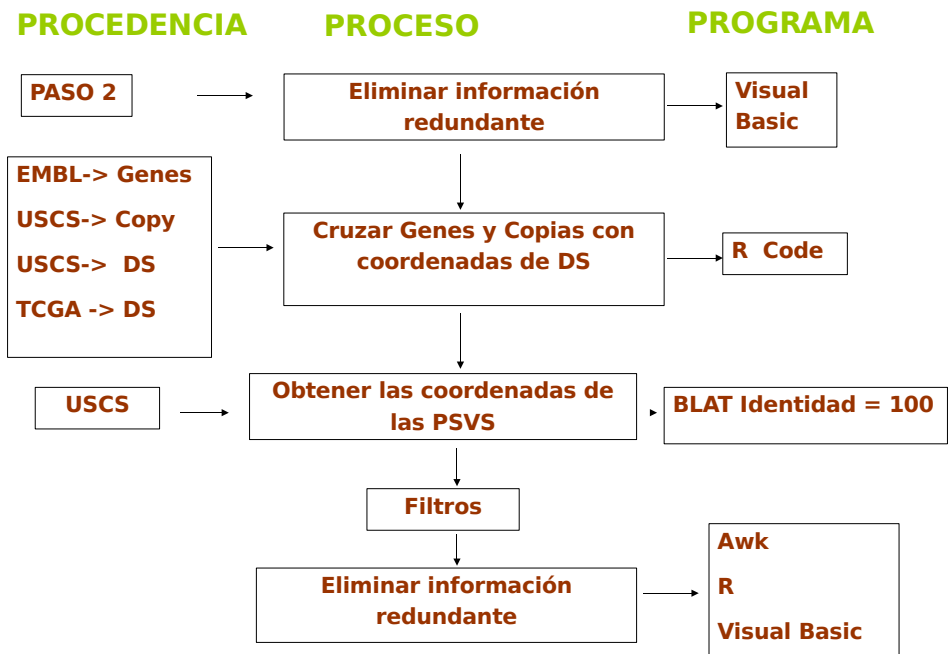 PROCEDENCIA
PROCESO
PROGRAMA
PASO 2
Eliminar información
redundante
Visual
Basic
EMBL-> Genes
USCS-> Copy
USCS-> DS
TCGA -> DS
Cruzar Genes y Copias con
coordenadas de DS
R Code
USCS
Obtener las coordenadas de
las PSVS
BLAT Identidad = 100
Filtros
Eliminar información
redundante
Awk
R
Visual Basic